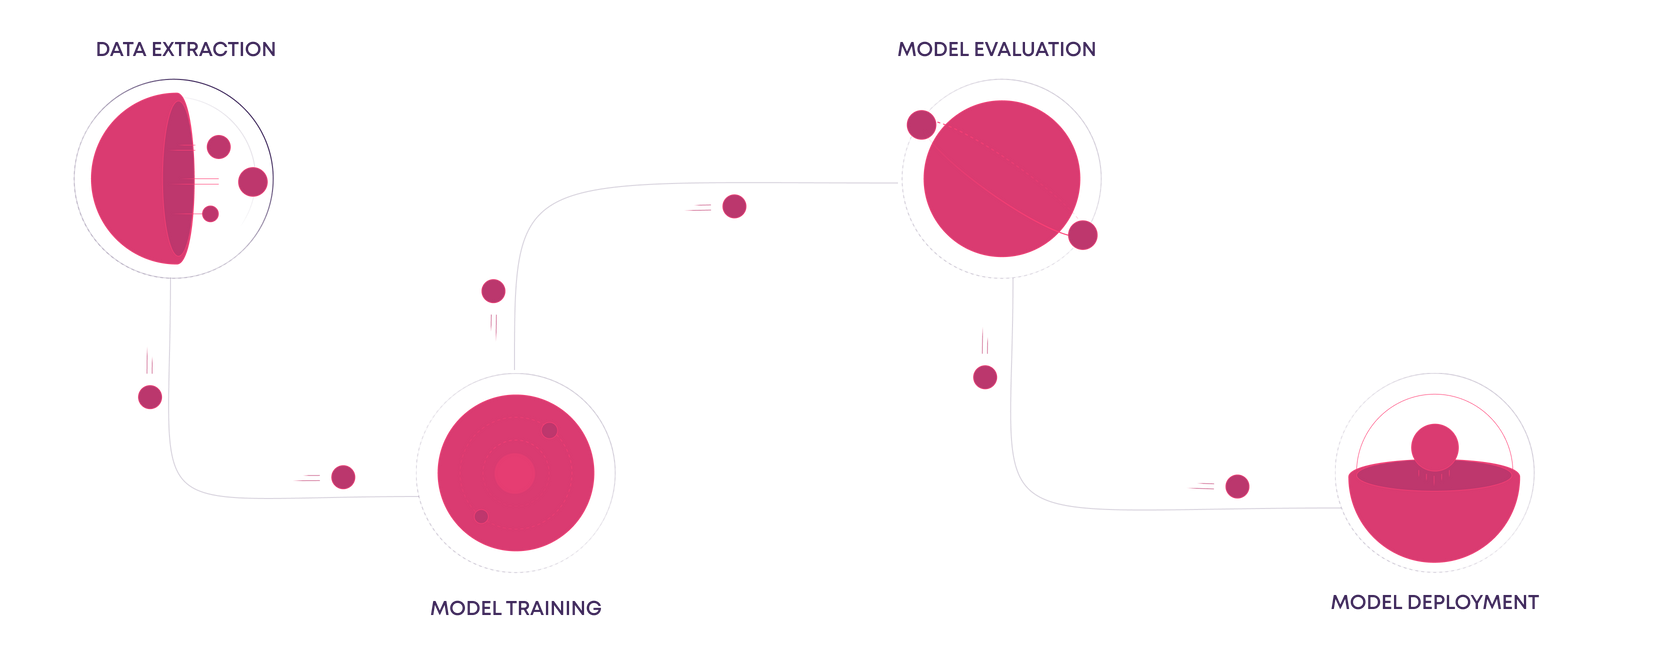 DATA EXTRACTION
MODEL TRAINING
MODEL EVALUATION
MODEL DEPLOYMENT